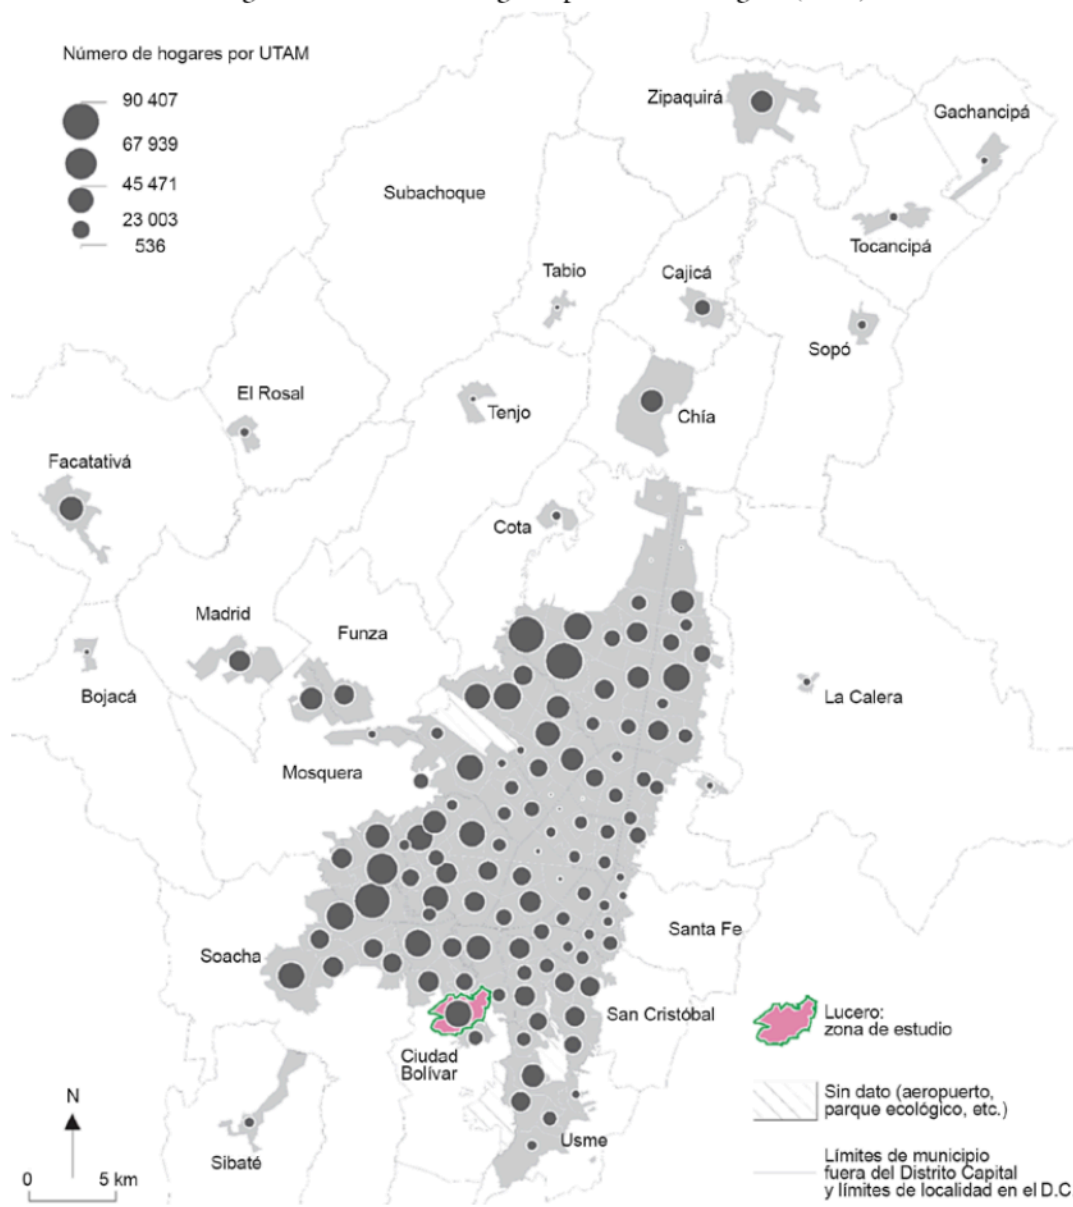 Número de hogares por UTAM
90 407
67 939
45 471
23 003
536
Zipaquirá
Gachancipá
Subachoque
Tocancipá
Tabio
Cajicá
Sopó
El Rosal
Tenjo
Chía
Facatativá
Cota
Madrid
Funza
Bojacá
La Calera
Mosquera
Santa Fe
Soacha
San Cristóbal
Ciudad
Bolívar
Usme
Sibaté
Lucero:
zona de estudio
Sin dato (aeropuerto,
parque ecológico, etc.)
Límites de municipio
fuera del Distrito Capital
y límites de localidad en el D.C.
N
0 5 km